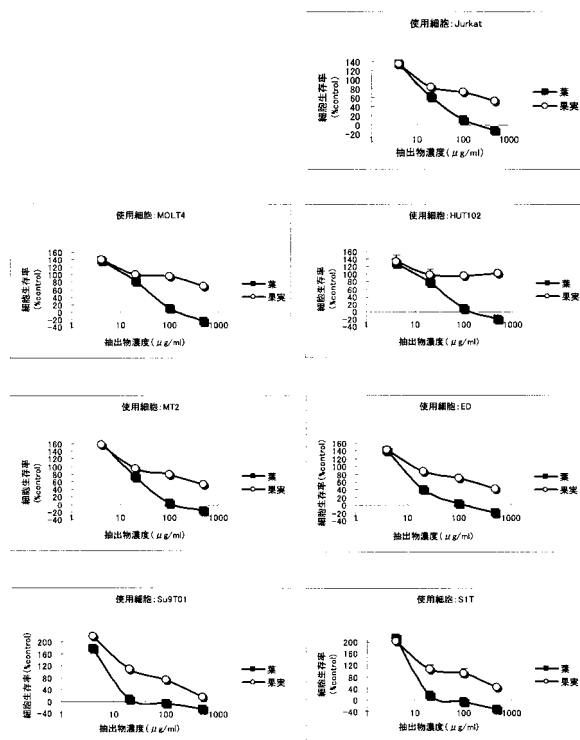 使用細胞:Jurkat
細胞生存率
(%control)
140
120
100
80
60
40
20
0
-20
1
10
100
1000
抽出物濃度(μg/ml)
葉
果実
使用細胞:MOLT4
細胞生存率
(%control)
160
140
120
100
80
60
40
20
0
-20
-40
1
10
100
1000
抽出物濃度(μg/ml)
葉
果実
使用細胞:HUT102
細胞生存率
(%control)
160
140
120
100
80
60
40
20
0
-20
-40
1
10
100
1000
抽出物濃度(μg/ml)
葉
果実
使用細胞:MT2
細胞生存率
(%control)
160
140
120
100
80
60
40
20
0
-20
-40
1
10
100
1000
抽出物濃度(μg/ml)
葉
果実
使用細胞:ED
細胞生存率(%control)
160
140
120
100
80
60
40
20
0
-20
-40
1
10
100
1000
抽出物濃度(μg/ml)
葉
果実
使用細胞:Su9T01
細胞生存率(%control)
200
160
120
80
40
0
-40
1
10
100
1000
抽出物濃度(μg/ml)
葉
果実
使用細胞:S1T
細胞生存率(%control)
200
160
120
80
40
0
-40
1
10
100
1000
抽出物濃度(μg/ml)
葉
果実